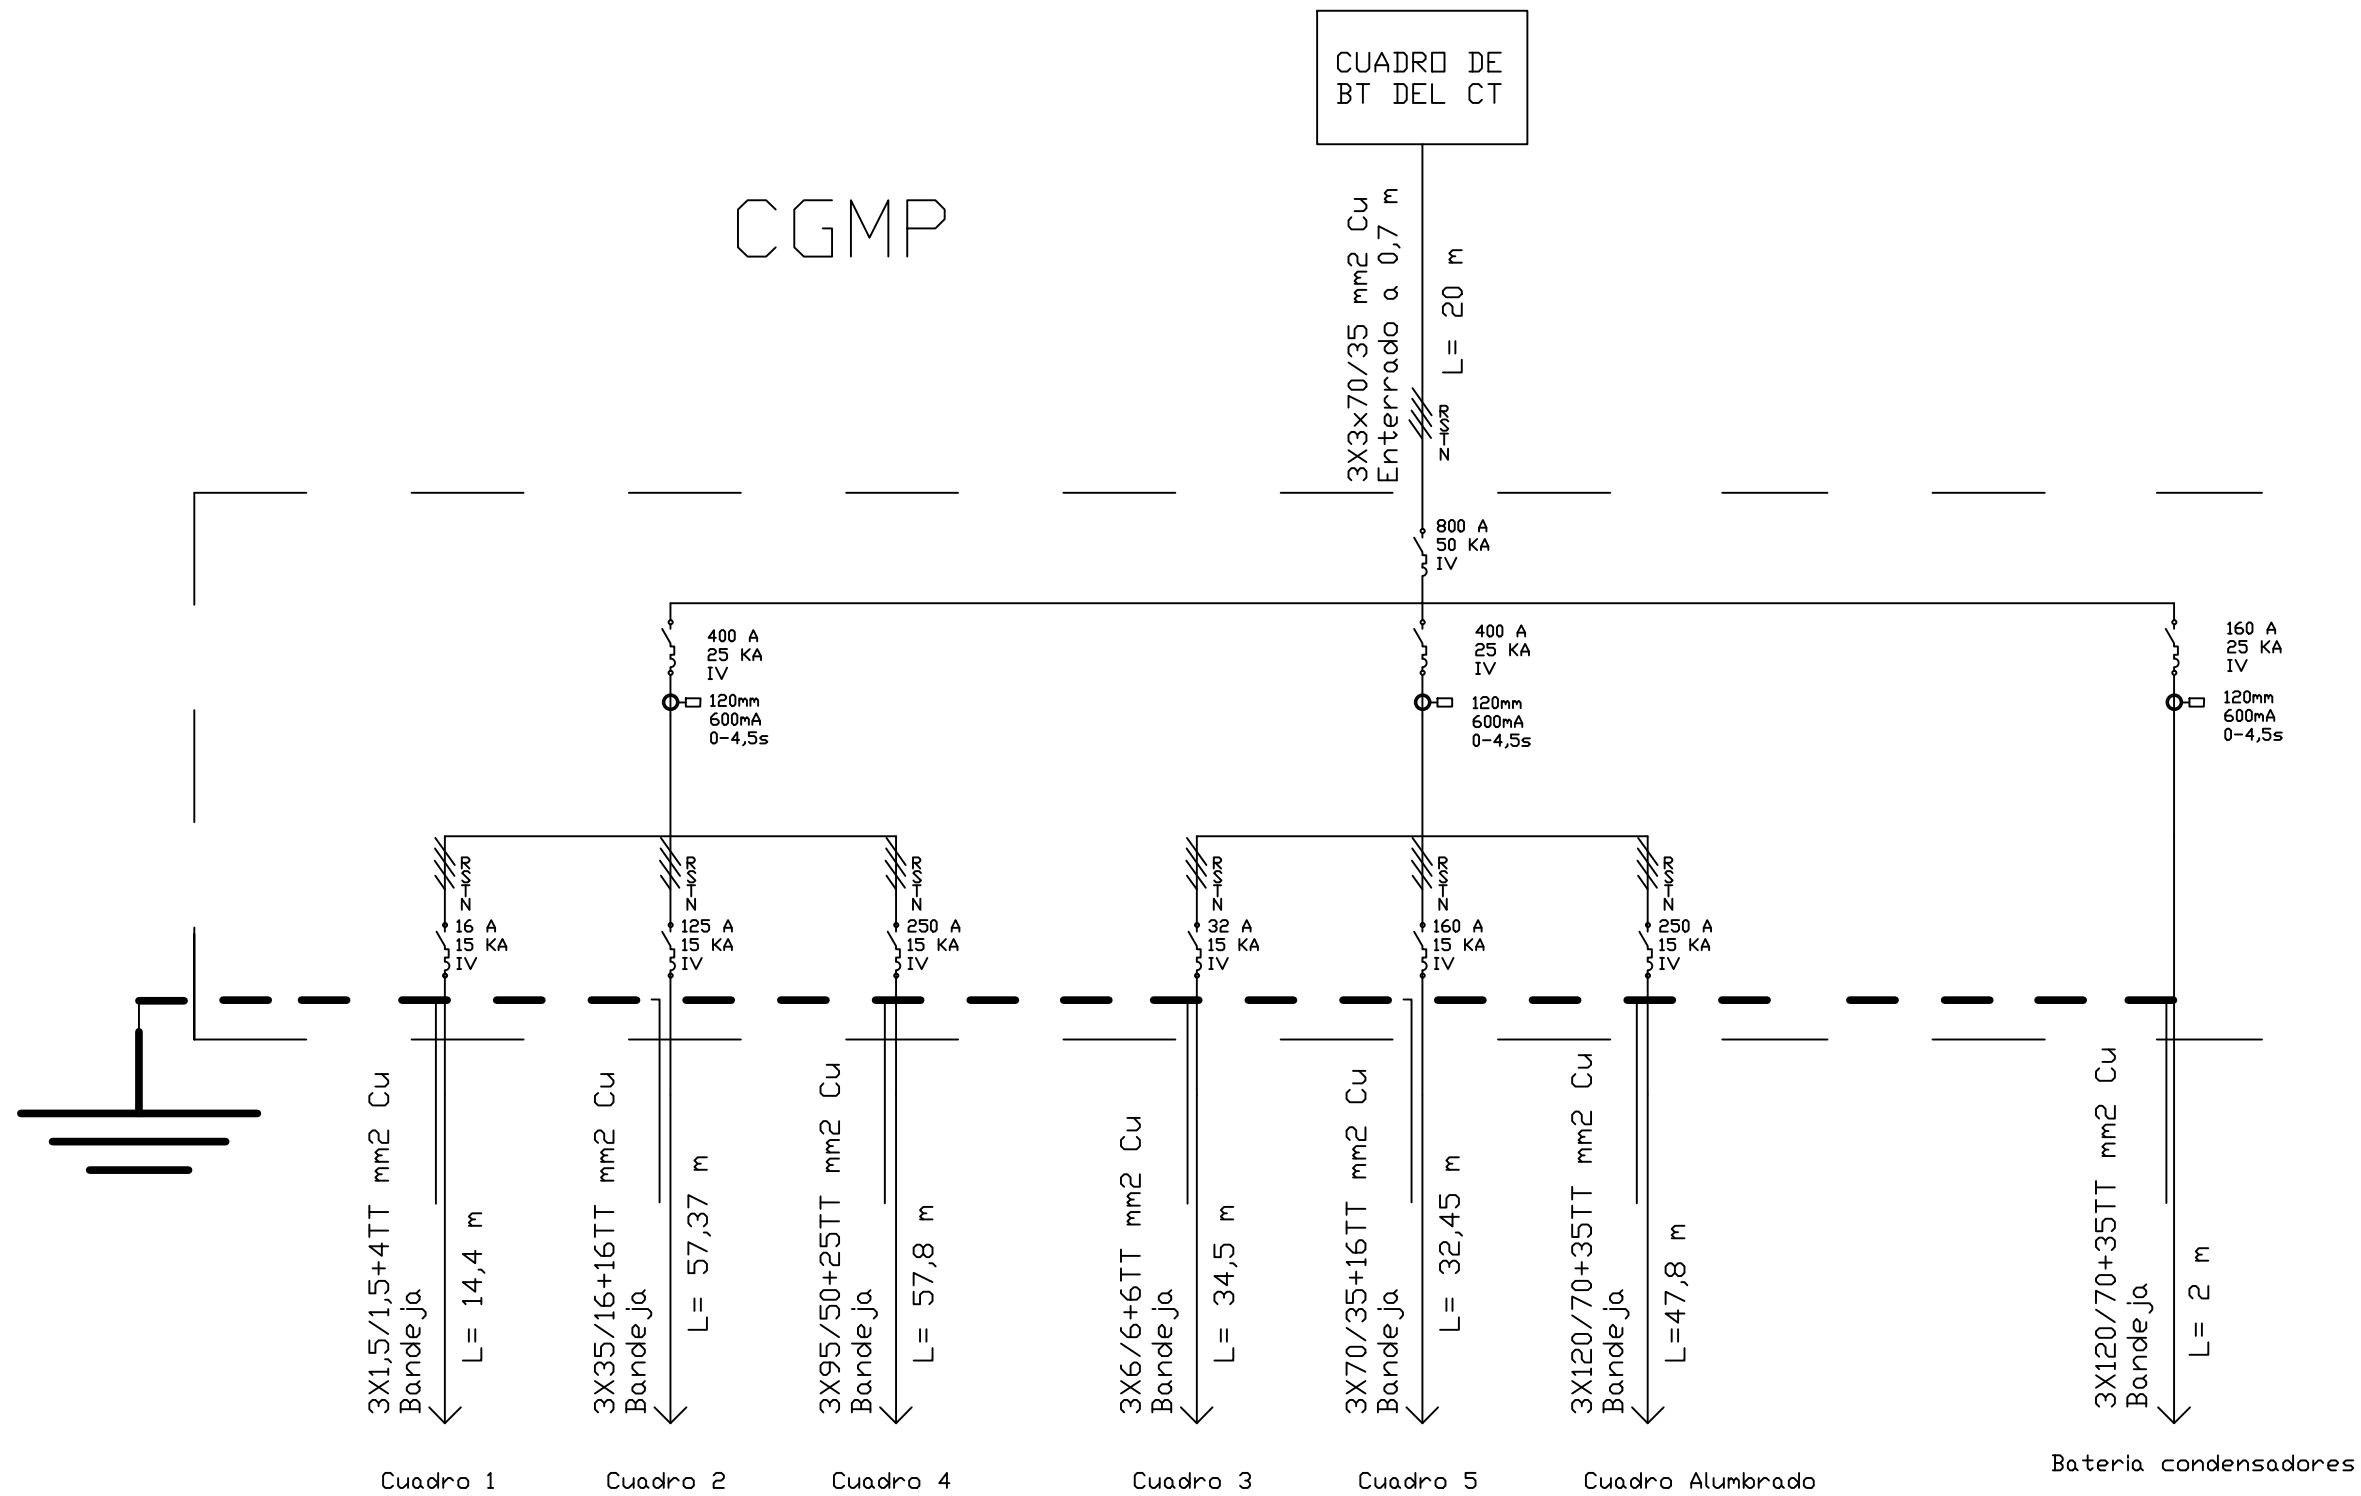 CUADRO DE
BT DEL CT
CGMP
3X3x70/35 mm2 Cu
Enterrado a 0,7 m
L= 20 m
R
S
T
N
800 A
50 KA
IV
400 A
25 KA
IV
120mm
600mA
0-4,5s
400 A
25 KA
IV
120mm
600mA
0-4,5s
160 A
25 KA
IV
120mm
600mA
0-4,5s
R
S
T
N
16 A
15 KA
IV
R
S
T
N
125 A
15 KA
IV
R
S
T
N
250 A
15 KA
IV
R
S
T
N
32 A
15 KA
IV
R
S
T
N
160 A
15 KA
IV
R
S
T
N
250 A
15 KA
IV
3X1,5/1,5+4TT mm2 Cu
Bandeja
L= 14,4 m
3X35/16+16TT mm2 Cu
Bandeja
L= 57,37 m
3X95/50+25TT mm2 Cu
Bandeja
L= 57,8 m
3X6/6+6TT mm2 Cu
Bandeja
L= 34,5 m
3X70/35+16TT mm2 Cu
Bandeja
L= 32,45 m
3X120/70+35TT mm2 Cu
Bandeja
L=47,8 m
3X120/70+35TT mm2 Cu
Bandeja
L= 2 m
Cuadro 1
Cuadro 2
Cuadro 4
Cuadro 3
Cuadro 5
Cuadro Alumbrado
Batería condensadores